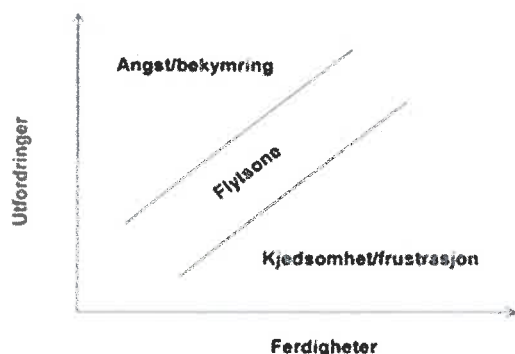 Angst/bekymring
Utfordringer
Flytsone
Kjedsomhet/frustrasjon
Ferdigheter